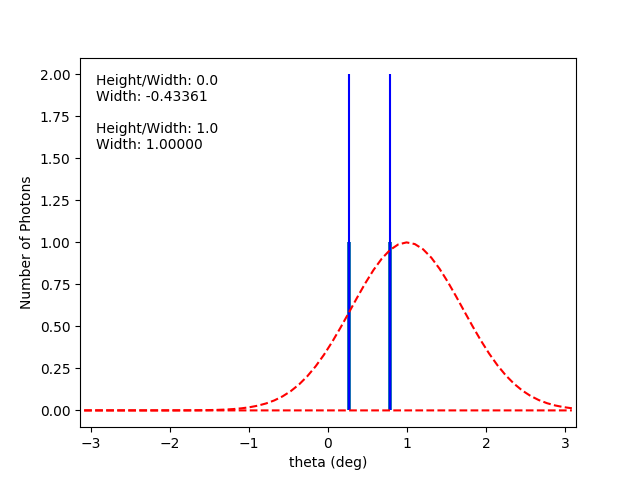 2.00
1.75
1.50
1.25
1.00
0.75
0.50
0.25
0.00
Number of Photons
Height/Width: 0.0
Width: -0.43361
Height/Width: 1.0
Width: 1.00000
−3 −2 −1 0 1 2 3
theta (deg)